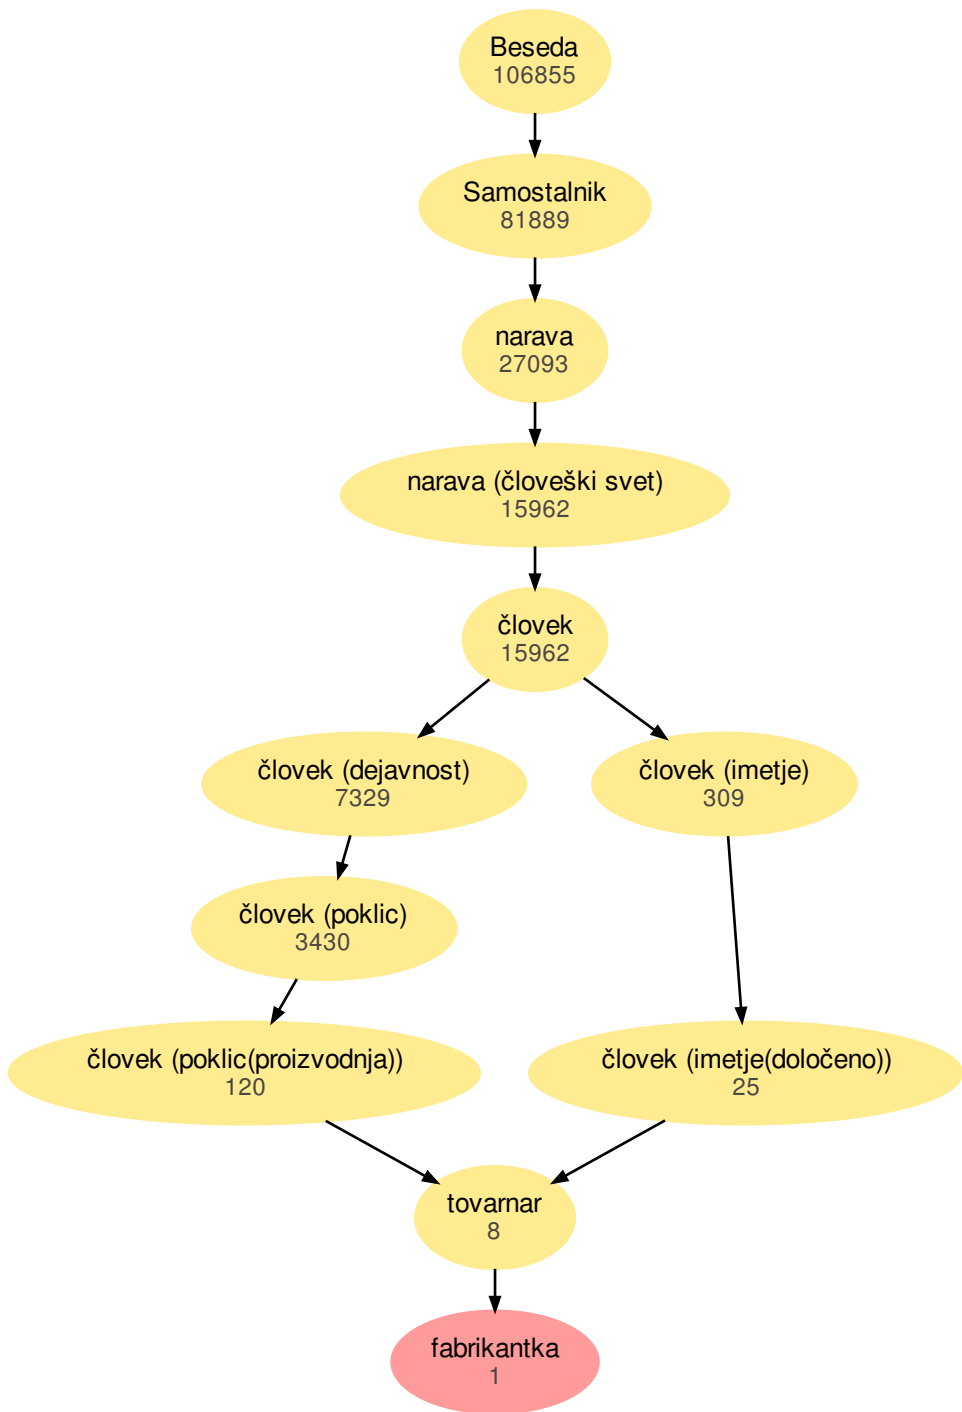 Beseda
106855
Samostalnik
81889
narava
27093
narava (človeški svet)
15962
človek
15962
človek (dejavnost)
7329
človek (imetje)
309
človek (poklic)
3430
človek (poklic(proizvodnja))
120
človek (imetje(določeno))
25
tovarnar
8
fabrikantka
1